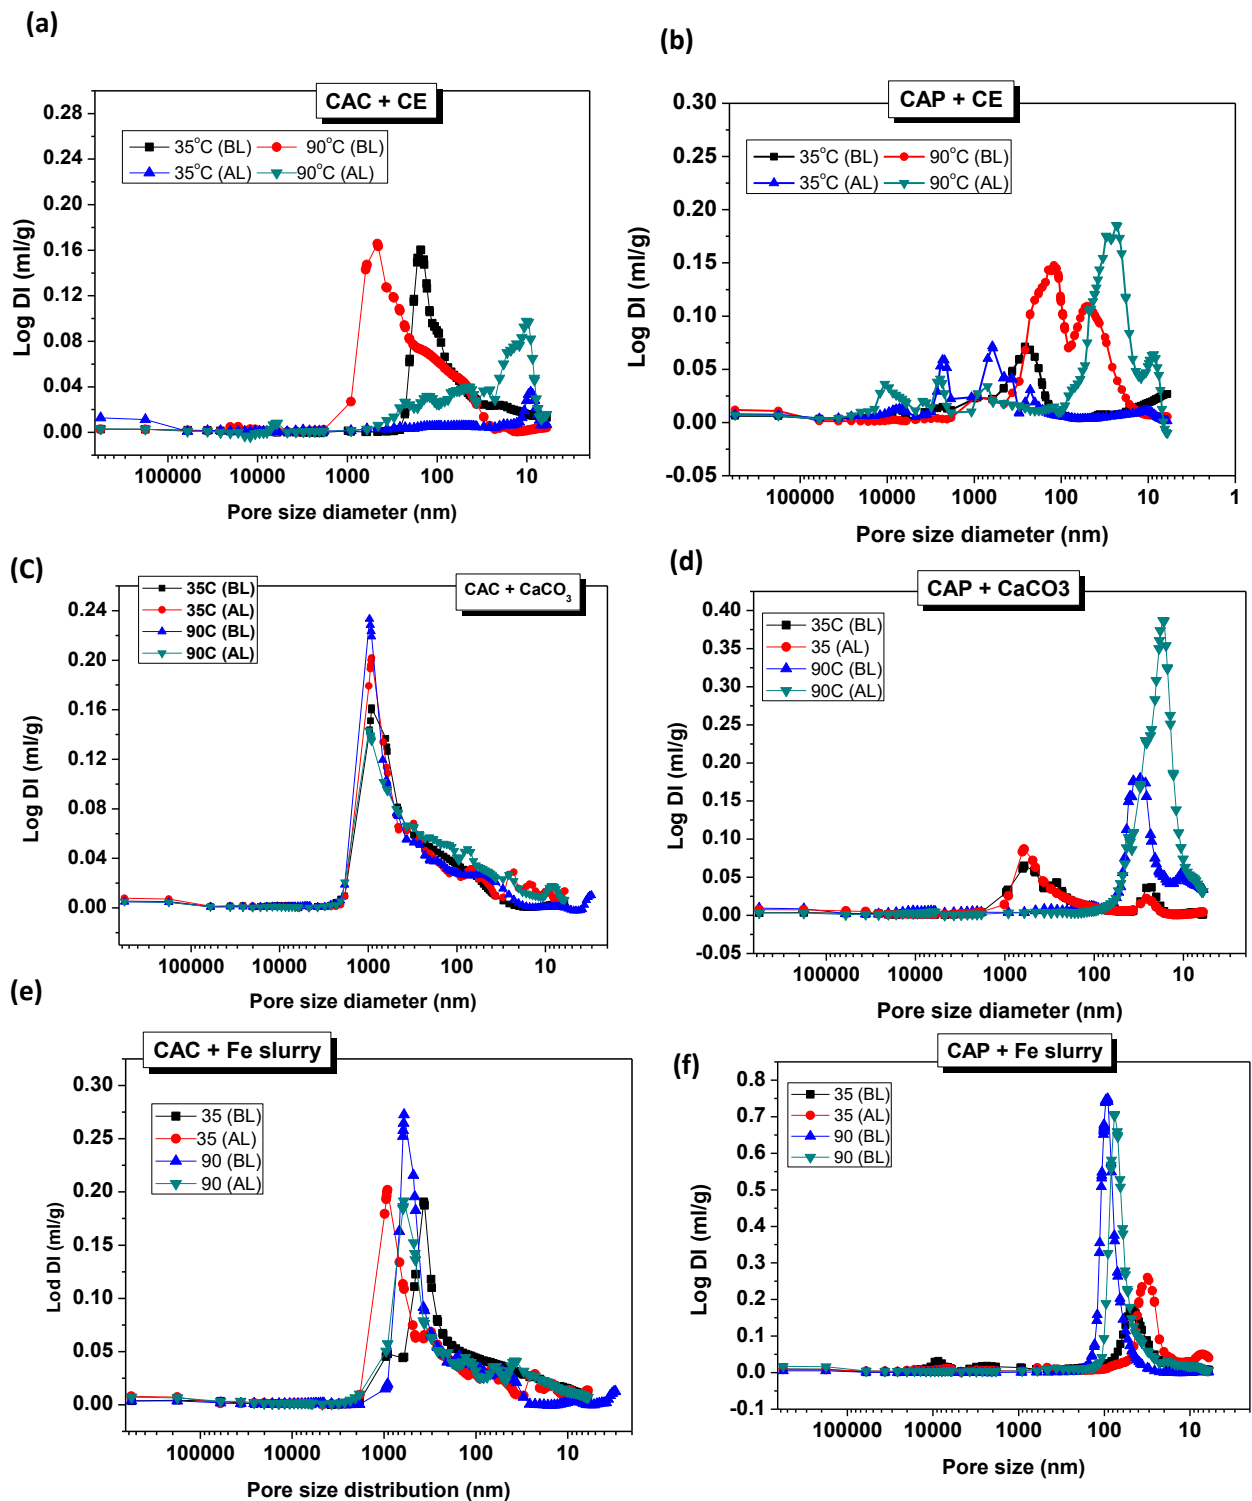 (a)
CAC + CE
35°C (BL) 90°C (BL)
35°C (AL) 90°C (AL)
Log DI (ml/g)
0.28
0.24
0.20
0.16
0.12
0.08
0.04
0.00
100000 10000 1000 100 10
Pore size diameter (nm)
(b)
CAP + CE
35°C (BL) 90°C (BL)
35°C (AL) 90°C (AL)
Log DI (ml/g)
0.30
0.25
0.20
0.15
0.10
0.05
0.00
-0.05
100000 10000 1000 100 10 1
Pore size diameter (nm)
(C)
35C (BL)
35C (AL)
90C (BL)
90C (AL)
CAC + CaCO₃
Log DI (ml/g)
0.24
0.20
0.16
0.12
0.08
0.04
0.00
100000 10000 1000 100 10
Pore size diameter (nm)
(d)
CAP + CaCO3
35C (BL)
35 (AL)
90C (BL)
90C (AL)
Log DI (ml/g)
0.40
0.35
0.30
0.25
0.20
0.15
0.10
0.05
0.00
-0.05
100000 10000 1000 100 10
Pore size diameter (nm)
(e)
CAC + Fe slurry
35 (BL)
35 (AL)
90 (BL)
90 (AL)
Lod DI (ml/g)
0.30
0.25
0.20
0.15
0.10
0.05
0.00
100000 10000 1000 100 10
Pore size distribution (nm)
(f)
CAP + Fe slurry
35 (BL)
35 (AL)
90 (BL)
90 (BL)
Log DI (ml/g)
0.8
0.7
0.6
0.5
0.4
0.3
0.2
0.1
0.0
-0.1
100000 10000 1000 100 10
Pore size (nm)